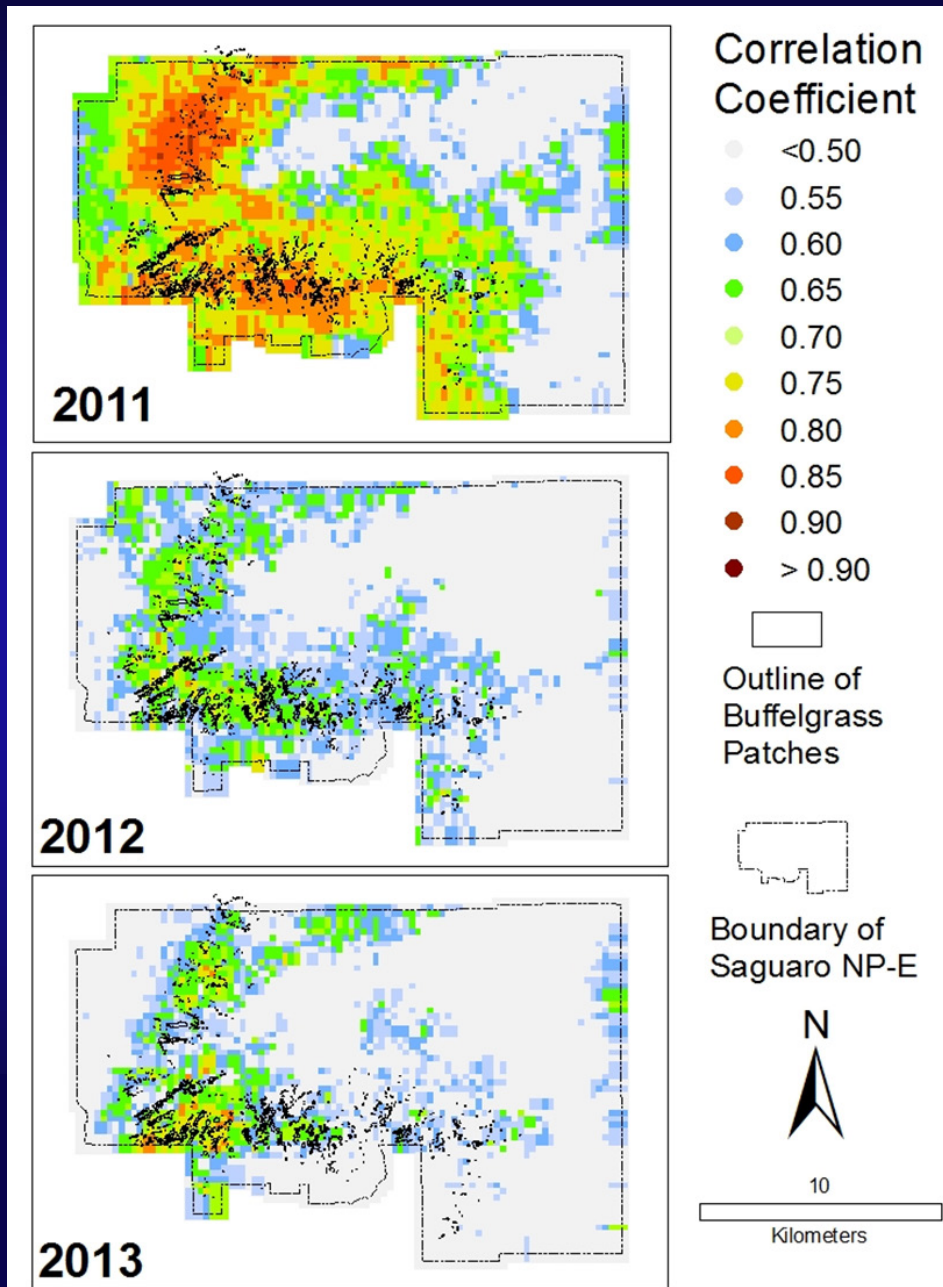 2011
2012
2013
Correlation
Coefficient
<0.50
0.55
0.60
0.65
0.70
0.75
0.80
0.85
0.90
> 0.90
Outline of
Buffelgrass
Patches
Boundary of
Saguaro NP-E
N
10
Kilometers